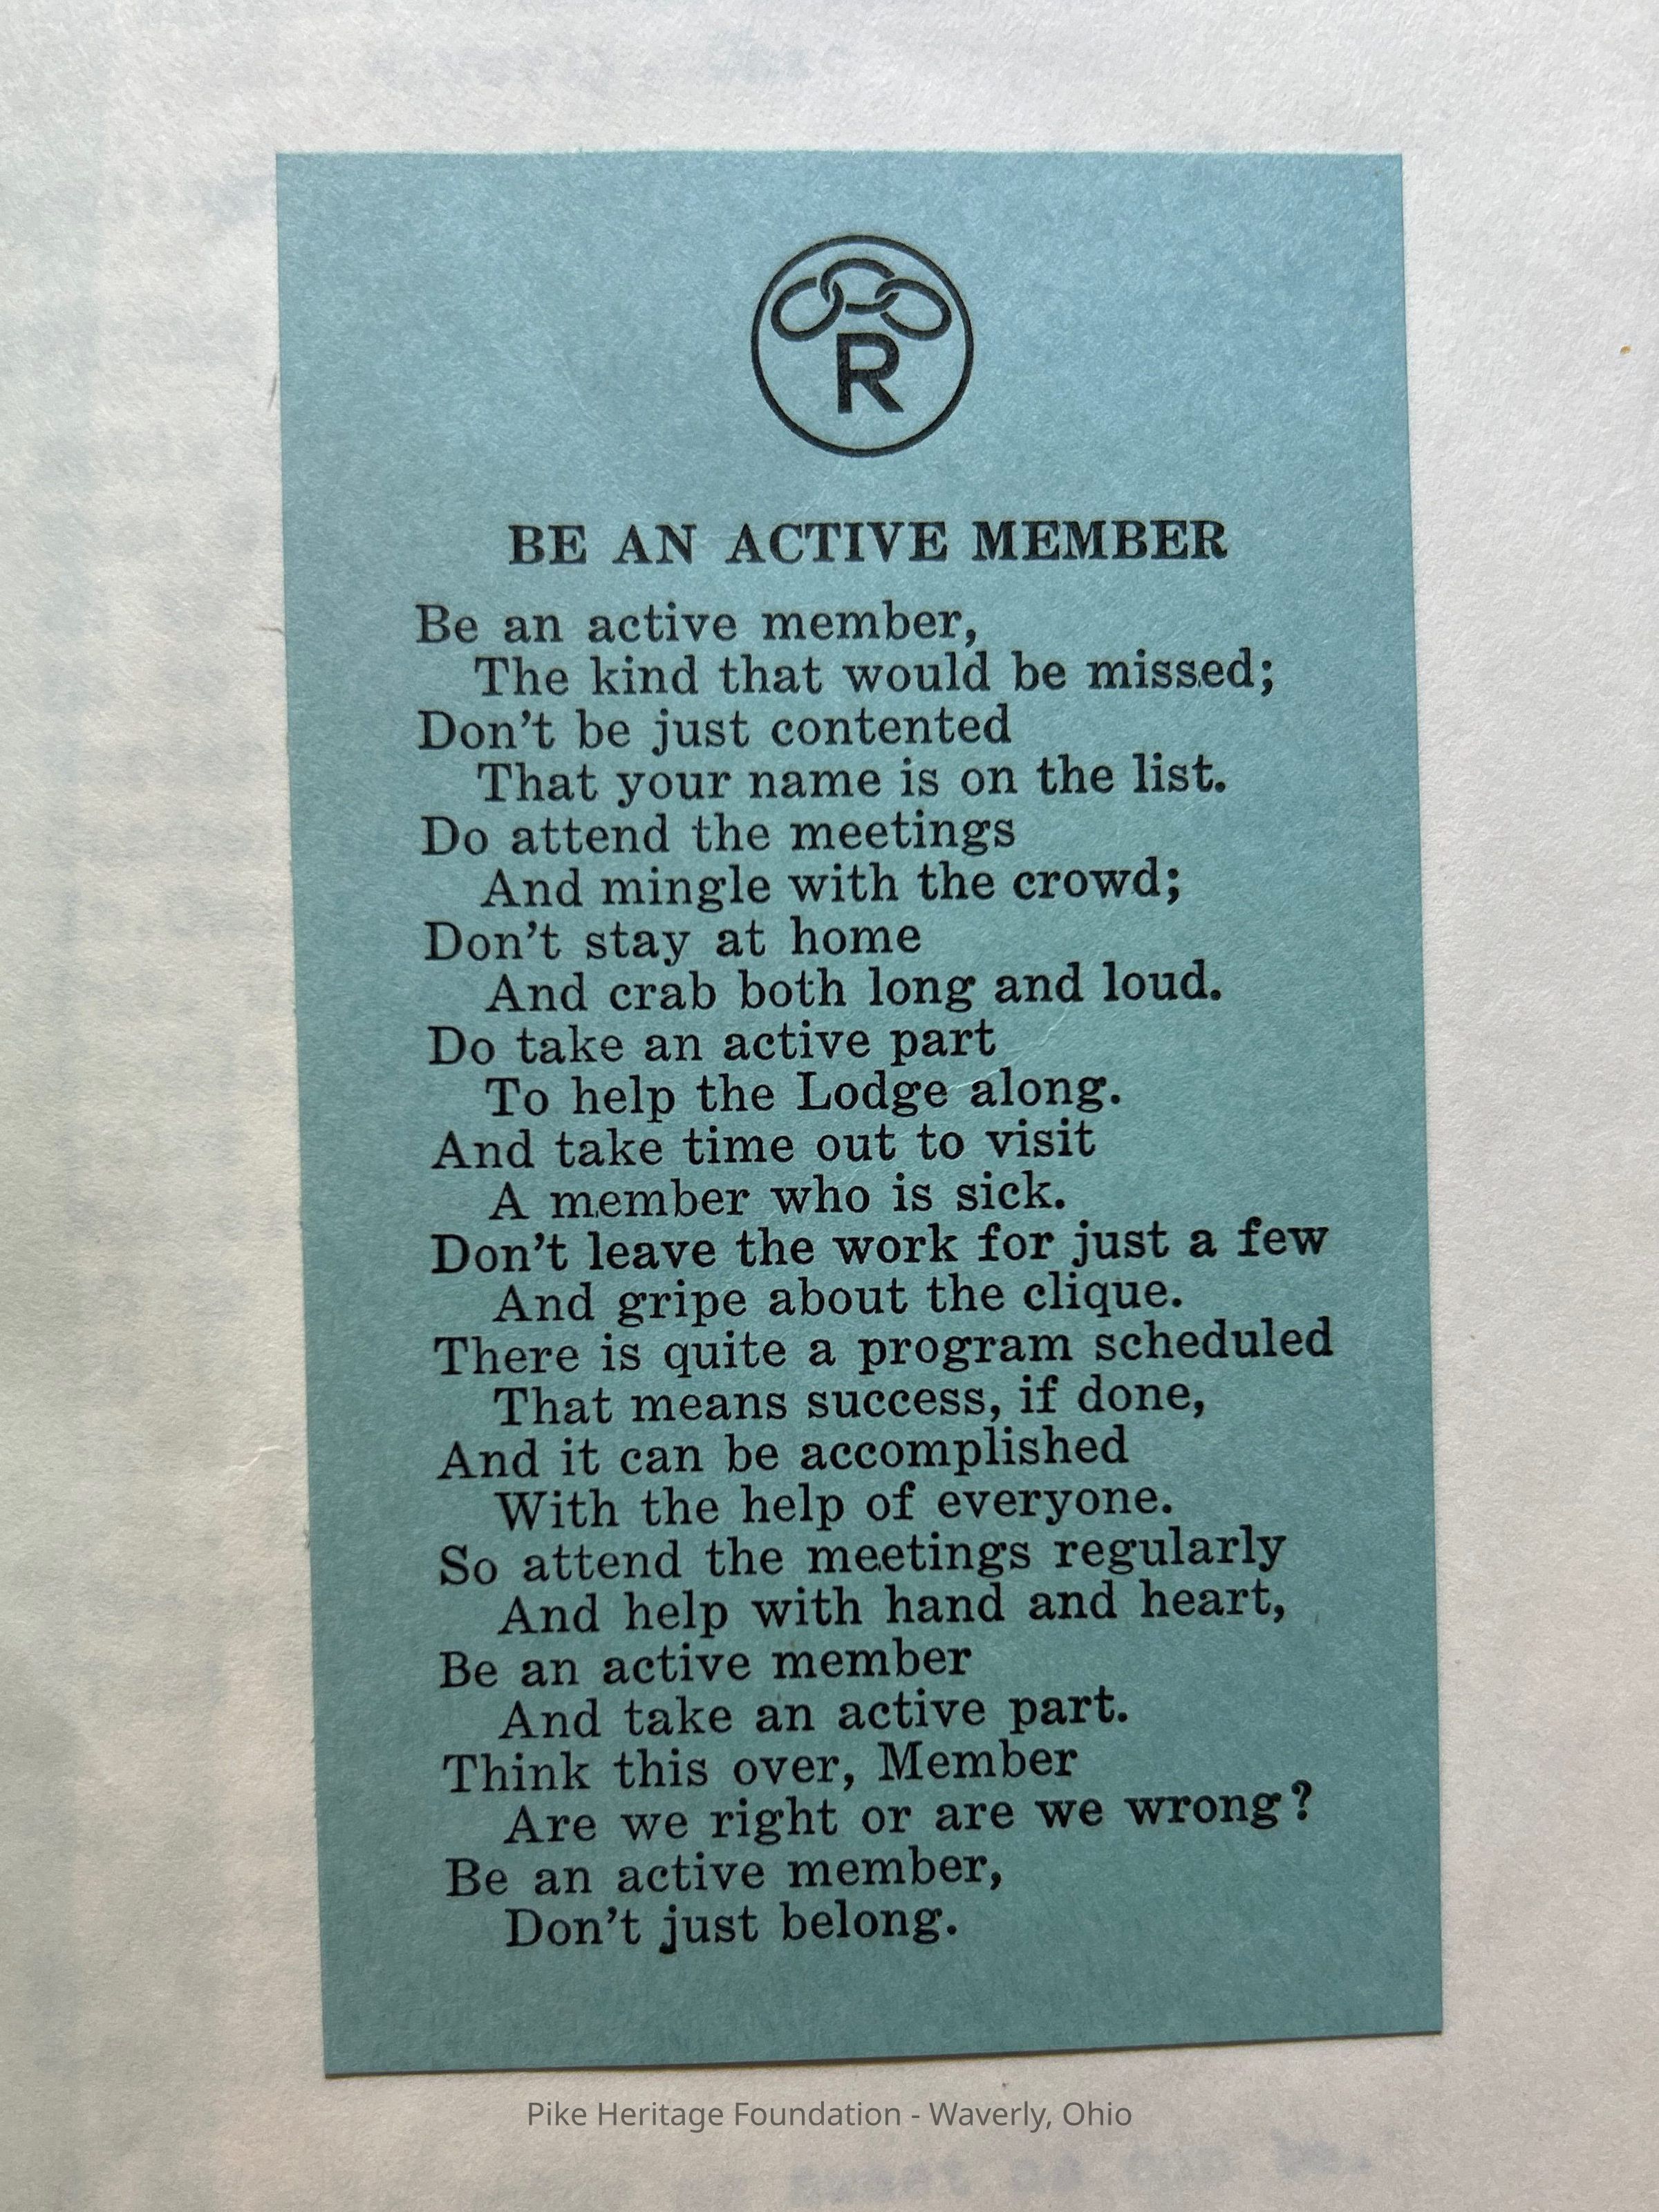 R
BE AN ACTIVE MEMBER
Be an active member,
The kind that would be missed;
Don't be just contented
That your name is on the list.
Do attend the meetings
And mingle with the crowd;
Don't stay at home
And crab both long and loud.
Do take an active part
To help the Lodge along.
And take time out to visit
A member who is sick.
Don't leave the work for just a few
And gripe about the clique.
There is quite a program scheduled
That means success, if done,
And it can be accomplished
With the help of everyone.
So attend the meetings regularly
And help with hand and heart,
Be an active member
And take an active part.
Think this over, Member
Are we right or are we wrong?
Be an active member,
Don't just belong.
Pike Heritage Foundation - Waverly, Ohio